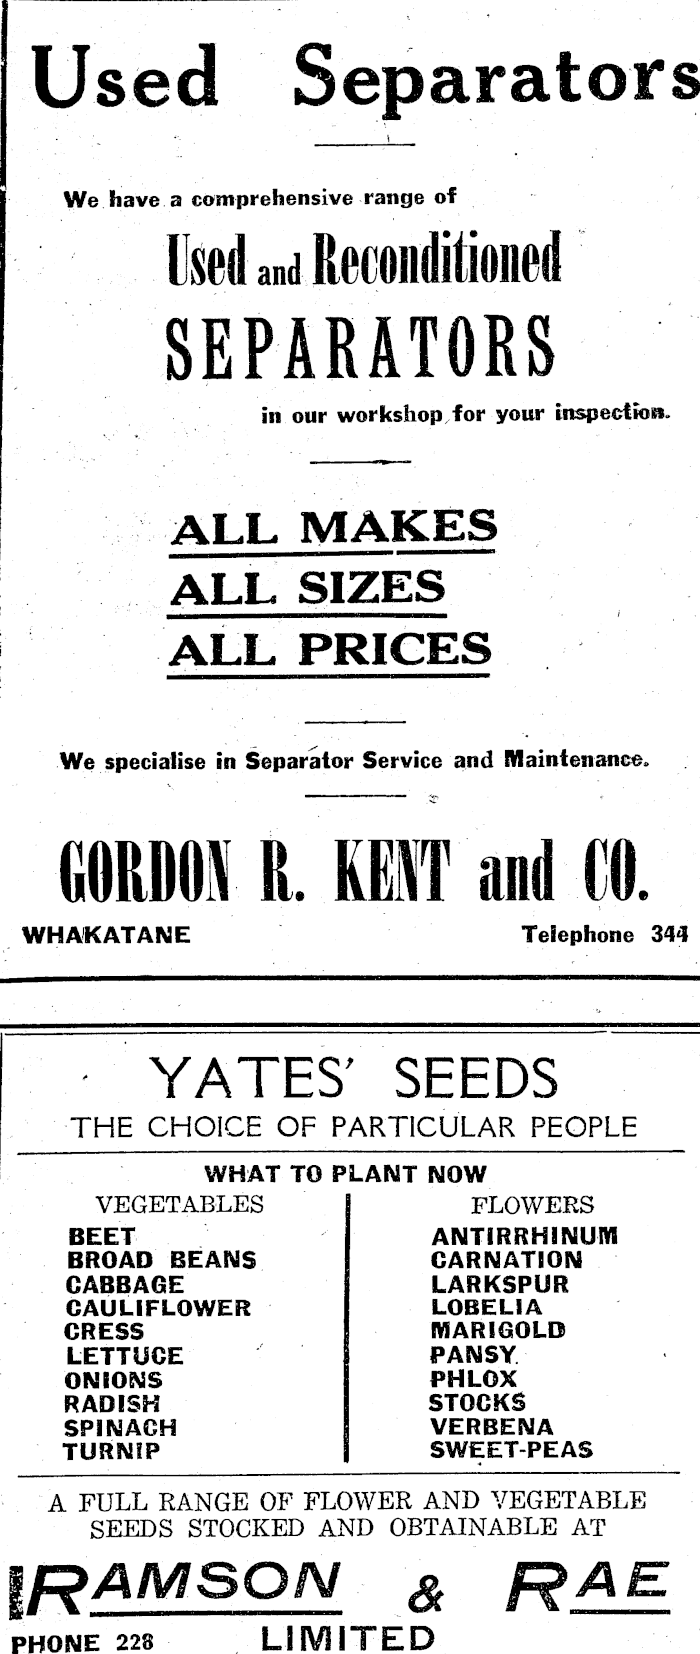 Used Separators
We have a comprehensive range of
Used and Reconditioned
SEPARATORS
in our workshop for your inspection.
ALL MAKES
ALL SIZES
ALL PRICES
We specialise in Separator Service and Maintenance.
GORDON R. KENT and CO.
WHAKATANE Telephone 344
YATES' SEEDS
THE CHOICE OF PARTICULAR PEOPLE
WHAT TO PLANT NOW
VEGETABLES
BEET
BROAD BEANS
CABBAGE
CAULIFLOWER
CRESS
LETTUCE
ONIONS
RADISH
SPINACH
TURNIP
FLOWERS
ANTIRRHINUM
CARNATION
LARKSPUR
LOBELIA
MARIGOLD
PANSY
PHLOX
STOCKS
VERBENA
SWEET-PEAS
A FULL RANGE OF FLOWER AND VEGETABLE
SEEDS STOCKED AND OBTAINABLE AT
RAMSON & RAE
PHONE 228 LIMITED